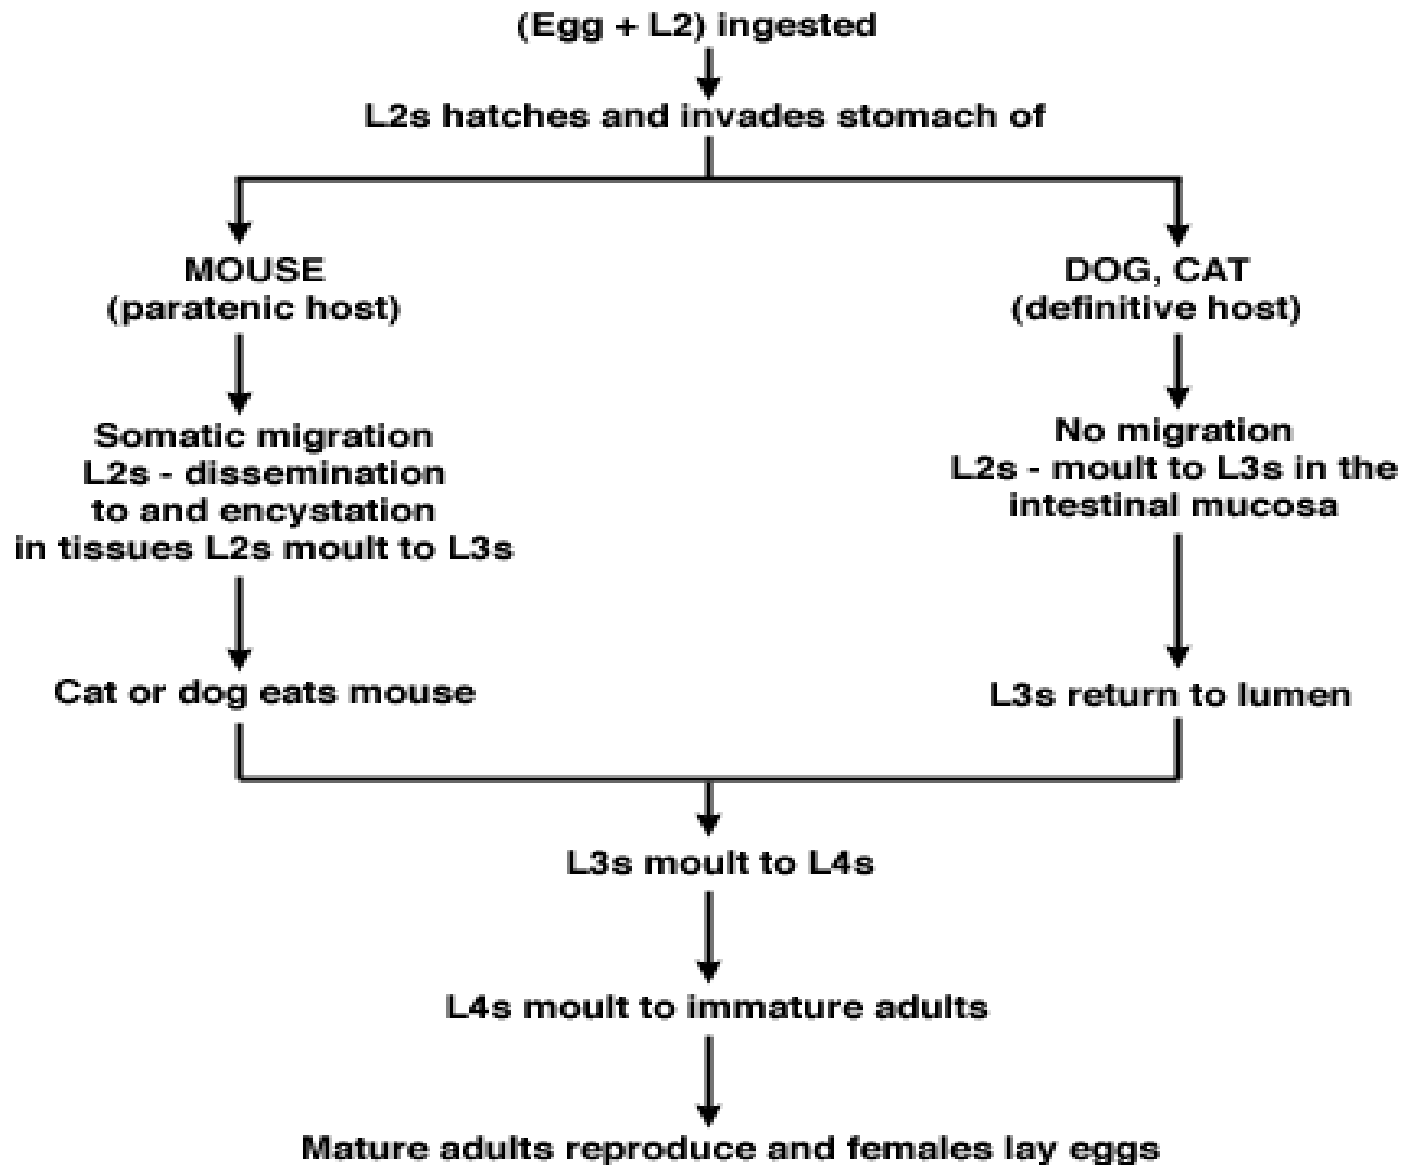 (Egg + L2) ingested
L2s hatches and invades stomach of
MOUSE
(paratenic host)
DOG, CAT
(definitive host)
Somatic migration
L2s - dissemination
to and encystation
in tissues L2s moult to L3s
No migration
L2s - moult to L3s in the
intestinal mucosa
Cat or dog eats mouse
L3s return to lumen
L3s moult to L4s
L4s moult to immature adults
Mature adults reproduce and females lay eggs